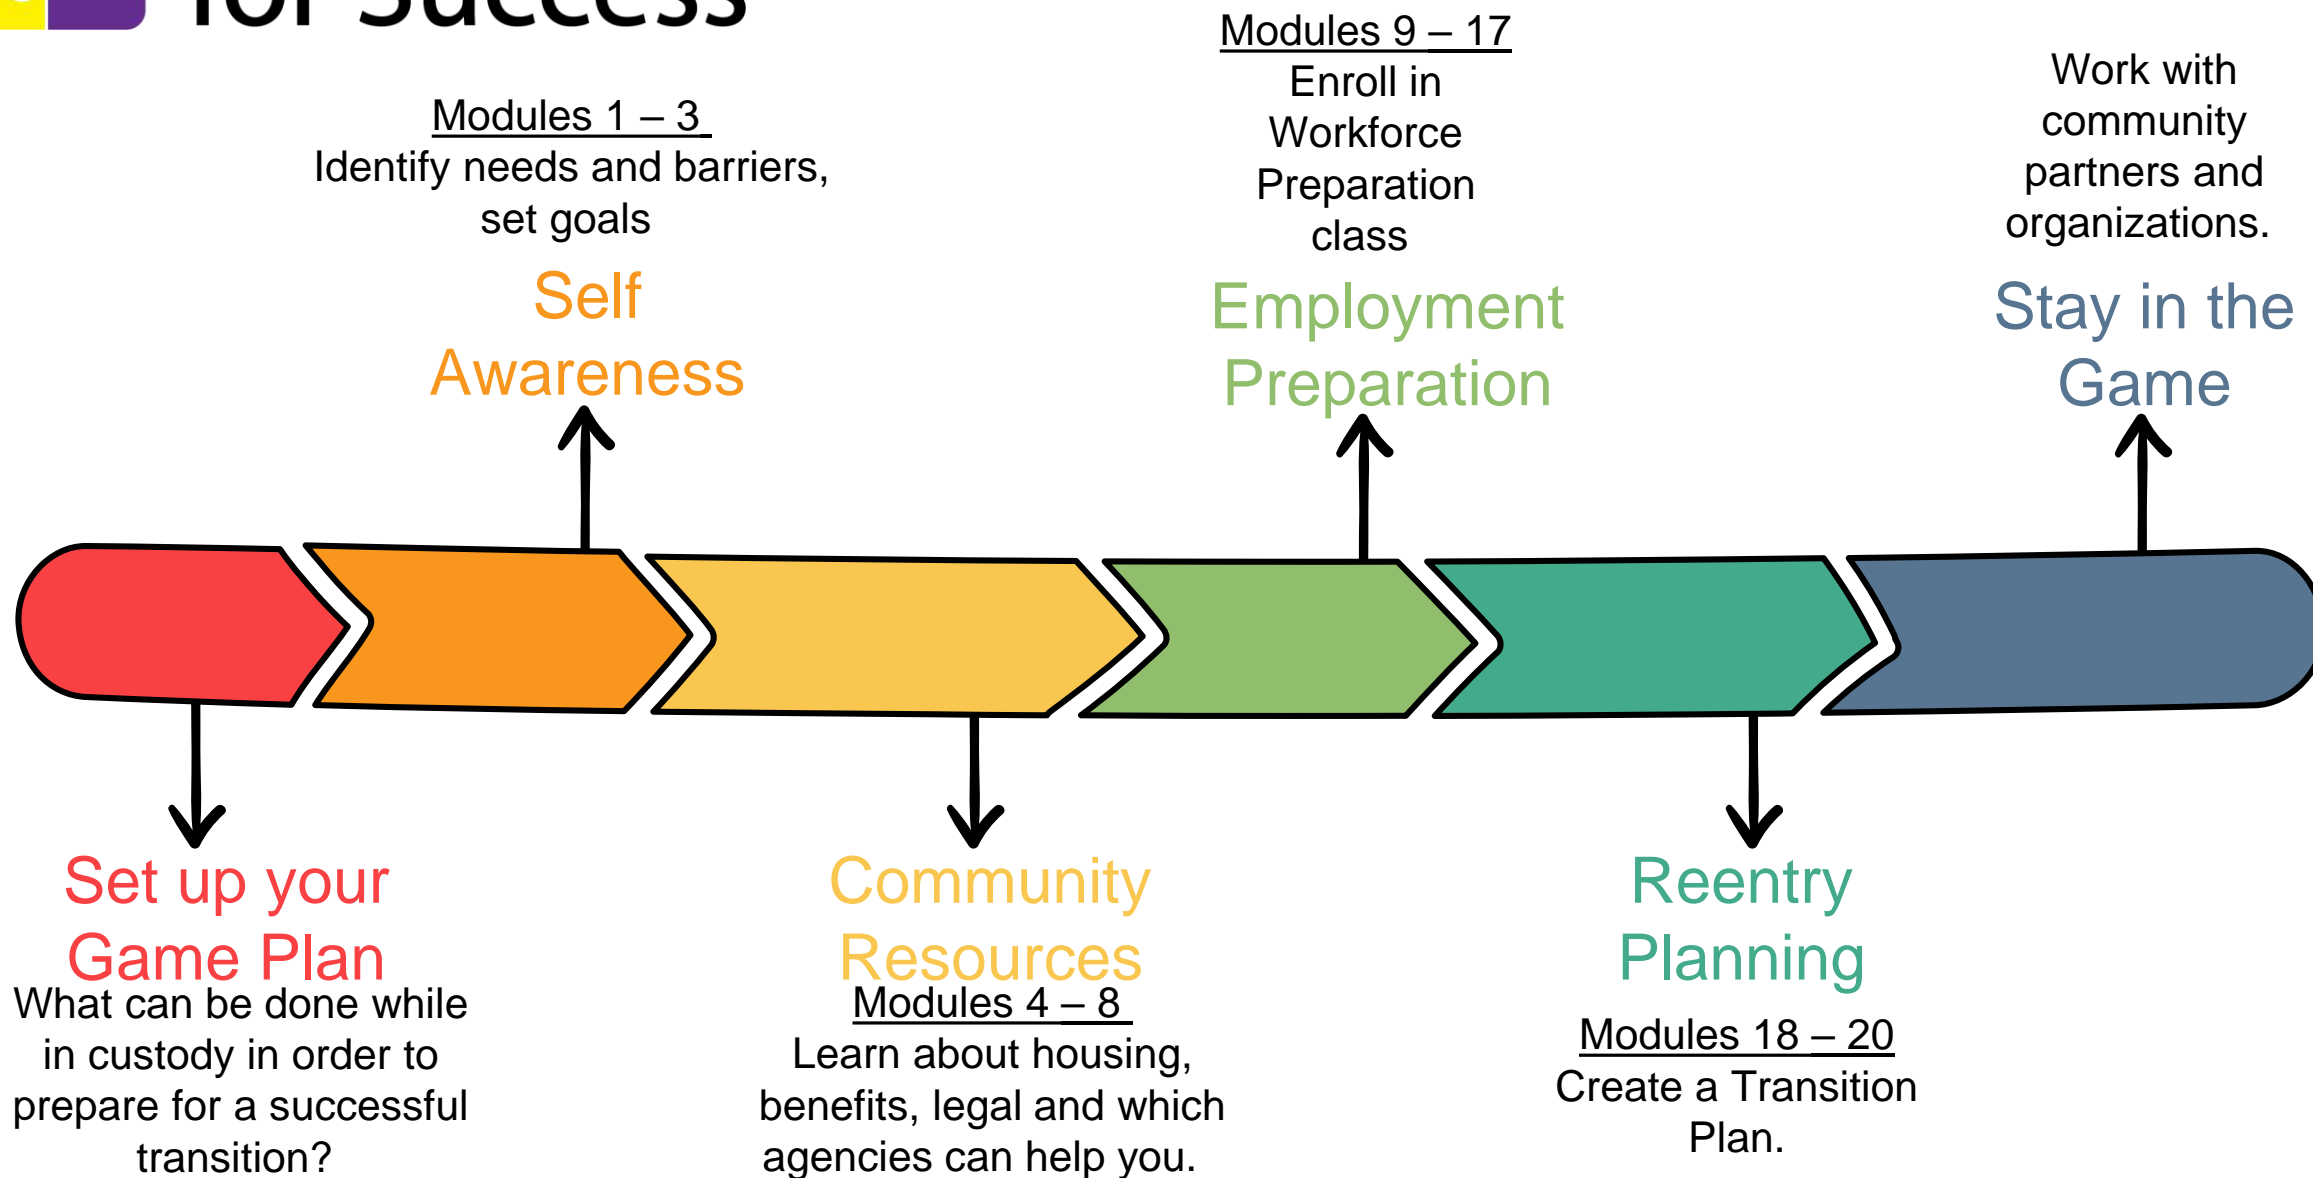 for Success
Modules 1 – 3
Identify needs and barriers,
set goals
Self
Awareness
Modules 9 – 17
Enroll in
Workforce
Preparation
class
Employment
Preparation
Work with
community
partners and
organizations.
Stay in the
Game
Set up your
Game Plan
What can be done while
in custody in order to
prepare for a successful
transition?
Community
Resources
Modules 4 – 8
Learn about housing,
benefits, legal and which
agencies can help you.
Reentry
Planning
Modules 18 – 20
Create a Transition
Plan.